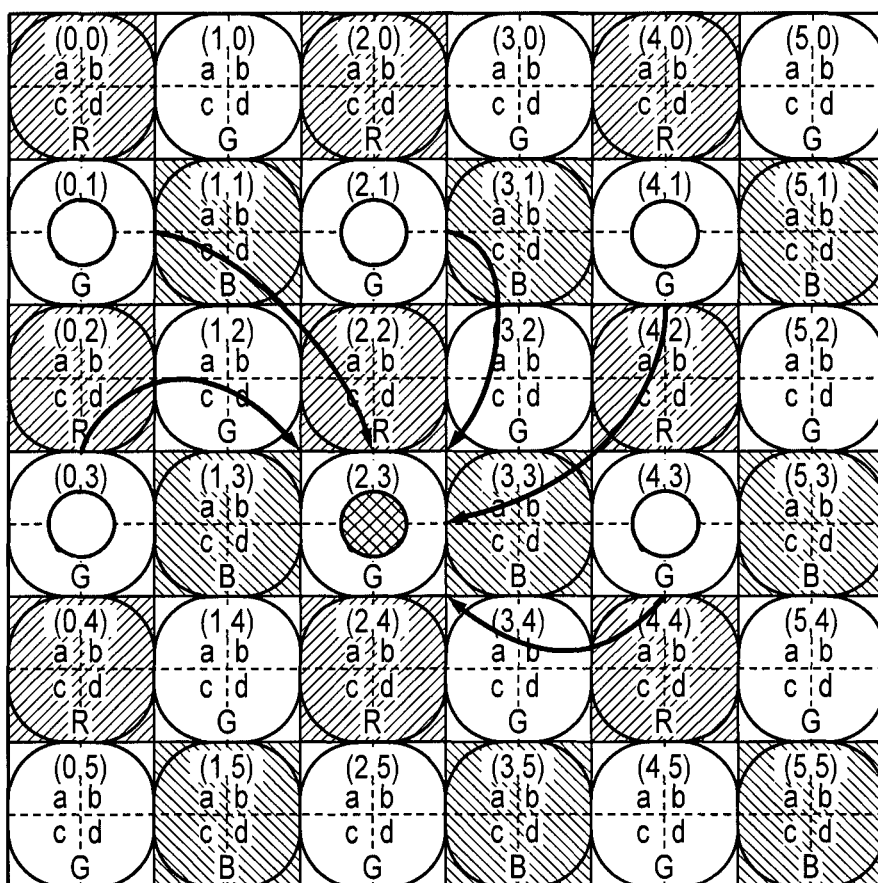 (0,0) (1,0) (2,0) (3,0) (4,0) (5,0)
a b a b a b a b a b a b
c d c d c d c d c d c d
R G R G R G
(0,1) (1,1) (2,1) (3,1) (4,1) (5,1)
a b a b a b
c d c d c d
G B G B G B
(0,2) (1,2) (2,2) (3,2) (4,2) (5,2)
a b a b a b a b a b a b
c d c d c d c d c d c d
R G R G R G
(0,3) (1,3) (2,3) (3,3) (4,3) (5,3)
a b a b a b
c d c d c d
G B G B G B
(0,4) (1,4) (2,4) (3,4) (4,4) (5,4)
a b a b a b a b a b a b
c d c d c d c d c d c d
R G R G R G
(0,5) (1,5) (2,5) (3,5) (4,5) (5,5)
a b a b a b a b a b a b
c d c d c d c d c d c d
G B G B G B